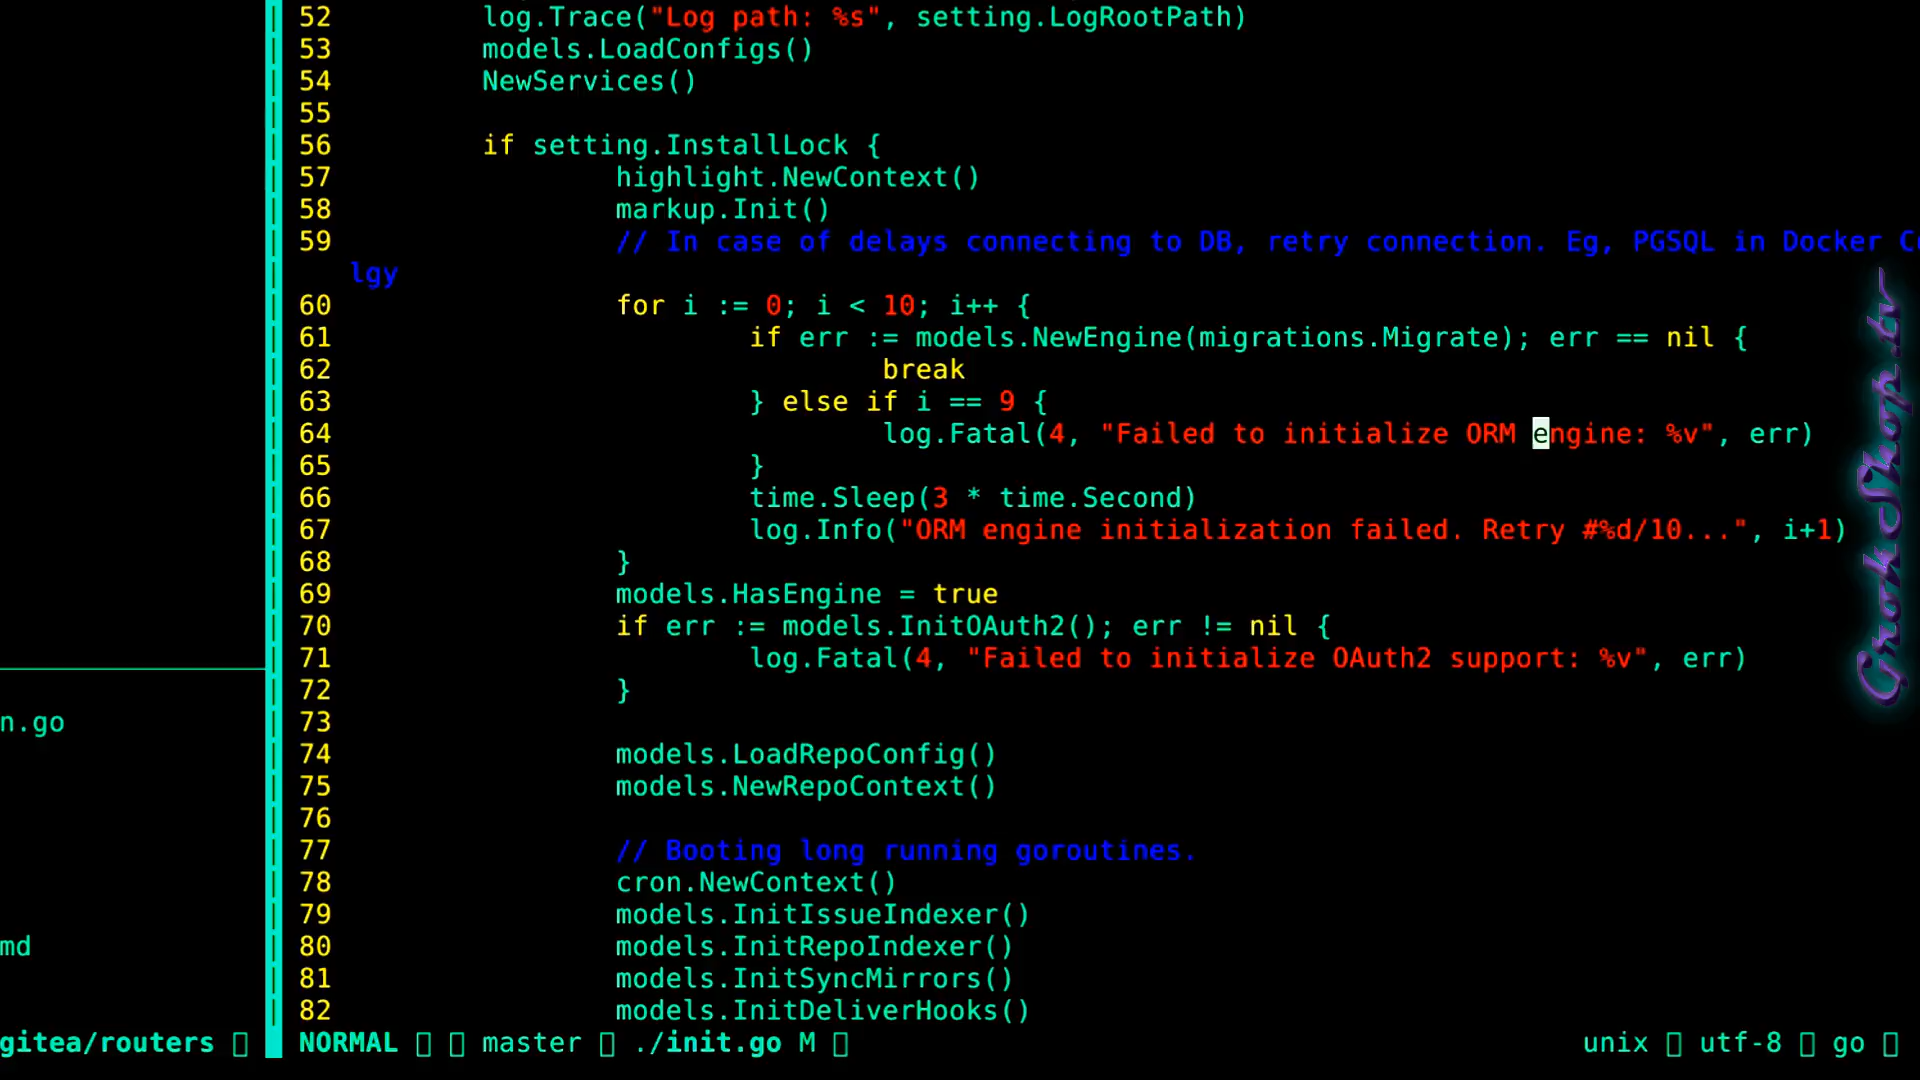 52 log.Trace("Log path: %s", setting.LogRootPath)
53 models.LoadConfigs()
54 NewServices()
55
56 if setting.InstallLock {
57 highlight.NewContext()
58 markup.Init()
59 // In case of delays connecting to DB, retry connection. Eg, PGSQL in Docker
lgy
60 for i := 0; i < 10; i++ {
61 if err := models.NewEngine(migrations.Migrate); err == nil {
62 break
63 } else if i == 9 {
64 log.Fatal(4, "Failed to initialize ORM engine: %v", err)
65 }
66 time.Sleep(3 * time.Second)
67 log.Info("ORM engine initialization failed. Retry #%d/10...", i+1)
68 }
69 models.HasEngine = true
70 if err := models.InitOAuth2(); err != nil {
71 log.Fatal(4, "Failed to initialize OAuth2 support: %v", err)
72 }
73
74 models.LoadRepoConfig()
75 models.NewRepoContext()
76
77 // Booting long running goroutines.
78 cron.NewContext()
79 models.InitIssueIndexer()
80 models.InitRepoIndexer()
81 models.InitSyncMirrors()
82 models.InitDeliverHooks()
n.go
md
gitea/routers
NORMAL master ./init.go M unix utf-8 go
GrokShop.tv